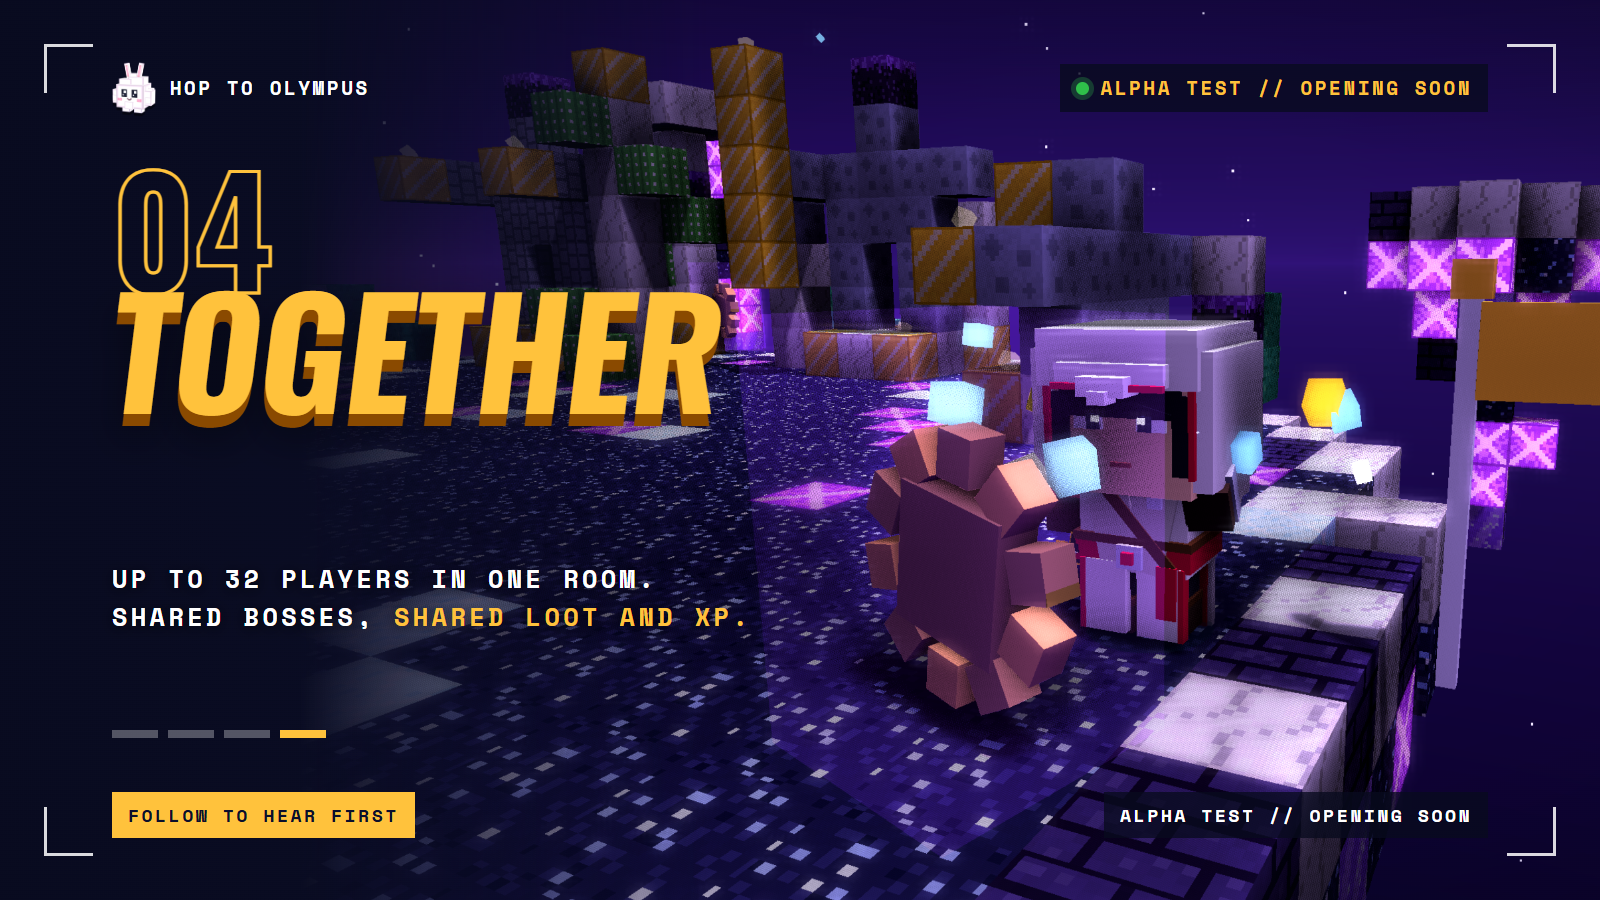 HOP TO OLYMPUS
ALPHA TEST // OPENING SOON
04
TOGETHER
UP TO 32 PLAYERS IN ONE ROOM.
SHARED BOSSES, SHARED LOOT AND XP.
FOLLOW TO HEAR FIRST
ALPHA TEST // OPENING SOON